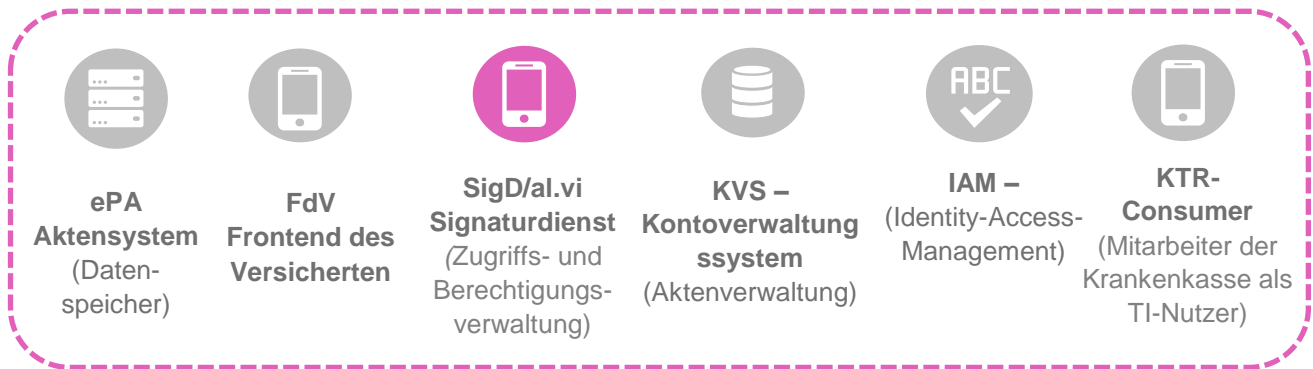 ABC
ePA
Aktensystem
(Daten-
speicher)
FdV
Frontend des
Versicherten
SigD/al.vi
Signaturdienst
(Zugriffs- und
Berechtigungs-
verwaltung)
KVS –
Kontoverwaltung
ssystem
(Aktenverwaltung)
IAM –
(Identity-Access-
Management)
KTR-
Consumer
(Mitarbeiter der
Krankenkasse als
TI-Nutzer)